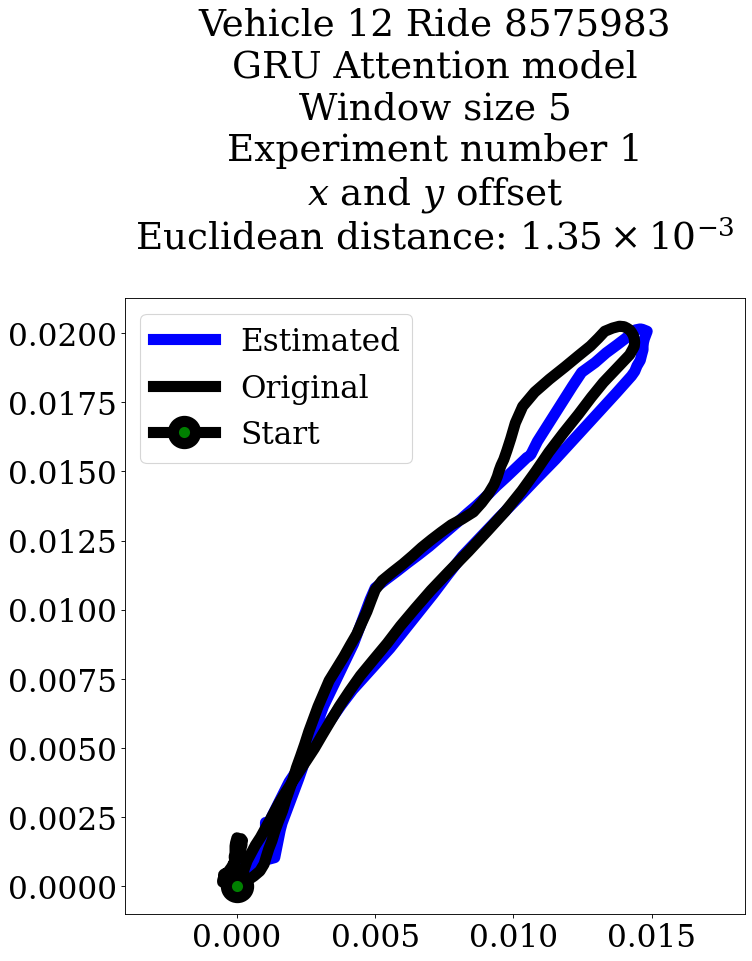 Vehicle 12 Ride 8575983
GRU Attention model
Window size 5
Experiment number 1
x and y offset
Euclidean distance: 1.35 × 10⁻³
Estimated
Original
Start
0.0200
0.0175
0.0150
0.0125
0.0100
0.0075
0.0050
0.0025
0.0000
0.000 0.005 0.010 0.015